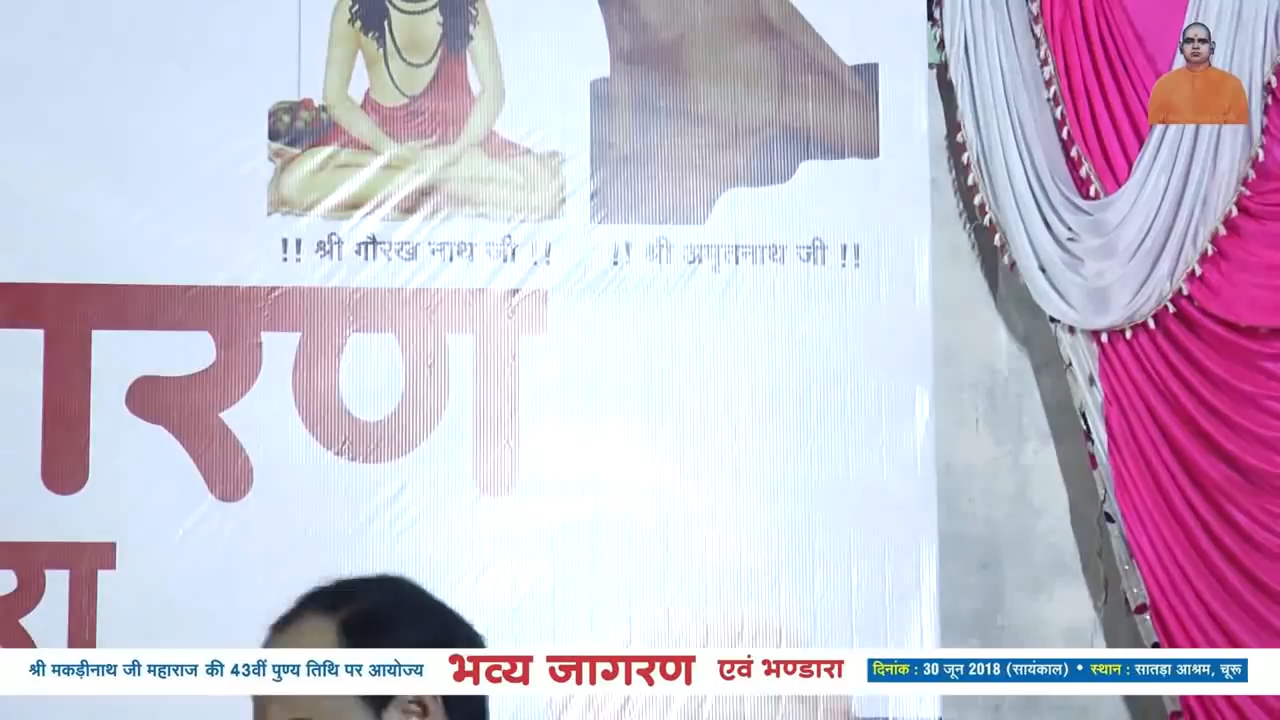 !! श्री गौरख नाथ जी !!
!! श्री अमृतनाथ जी !!
ारण
रा
श्री मकड़ीनाथ जी महाराज की 43वीं पुण्य तिथि पर आयोज्य भव्य जागरण एवं भण्डारा दिनांक : 30 जून 2018 (सायंकाल) • स्थान : सातड़ा आश्रम, चूरू